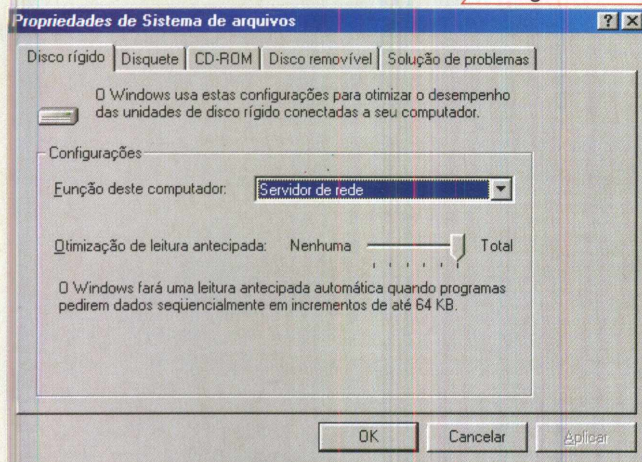 Propriedades de Sistema de arquivos
Disco rígido
Disquete
CD-ROM
Disco removível
Solução de problemas
O Windows usa estas configurações para otimizar o desempenho
das unidades de disco rígido conectadas a seu computador.
Configurações
Função deste computador: Servidor de rede
Otimização de leitura antecipada: Nenhuma Total
O Windows fará uma leitura antecipada automática quando programas
pedirem dados seqüencialmente em incrementos de até 64 KB.
OK
Cancelar
Aplicar